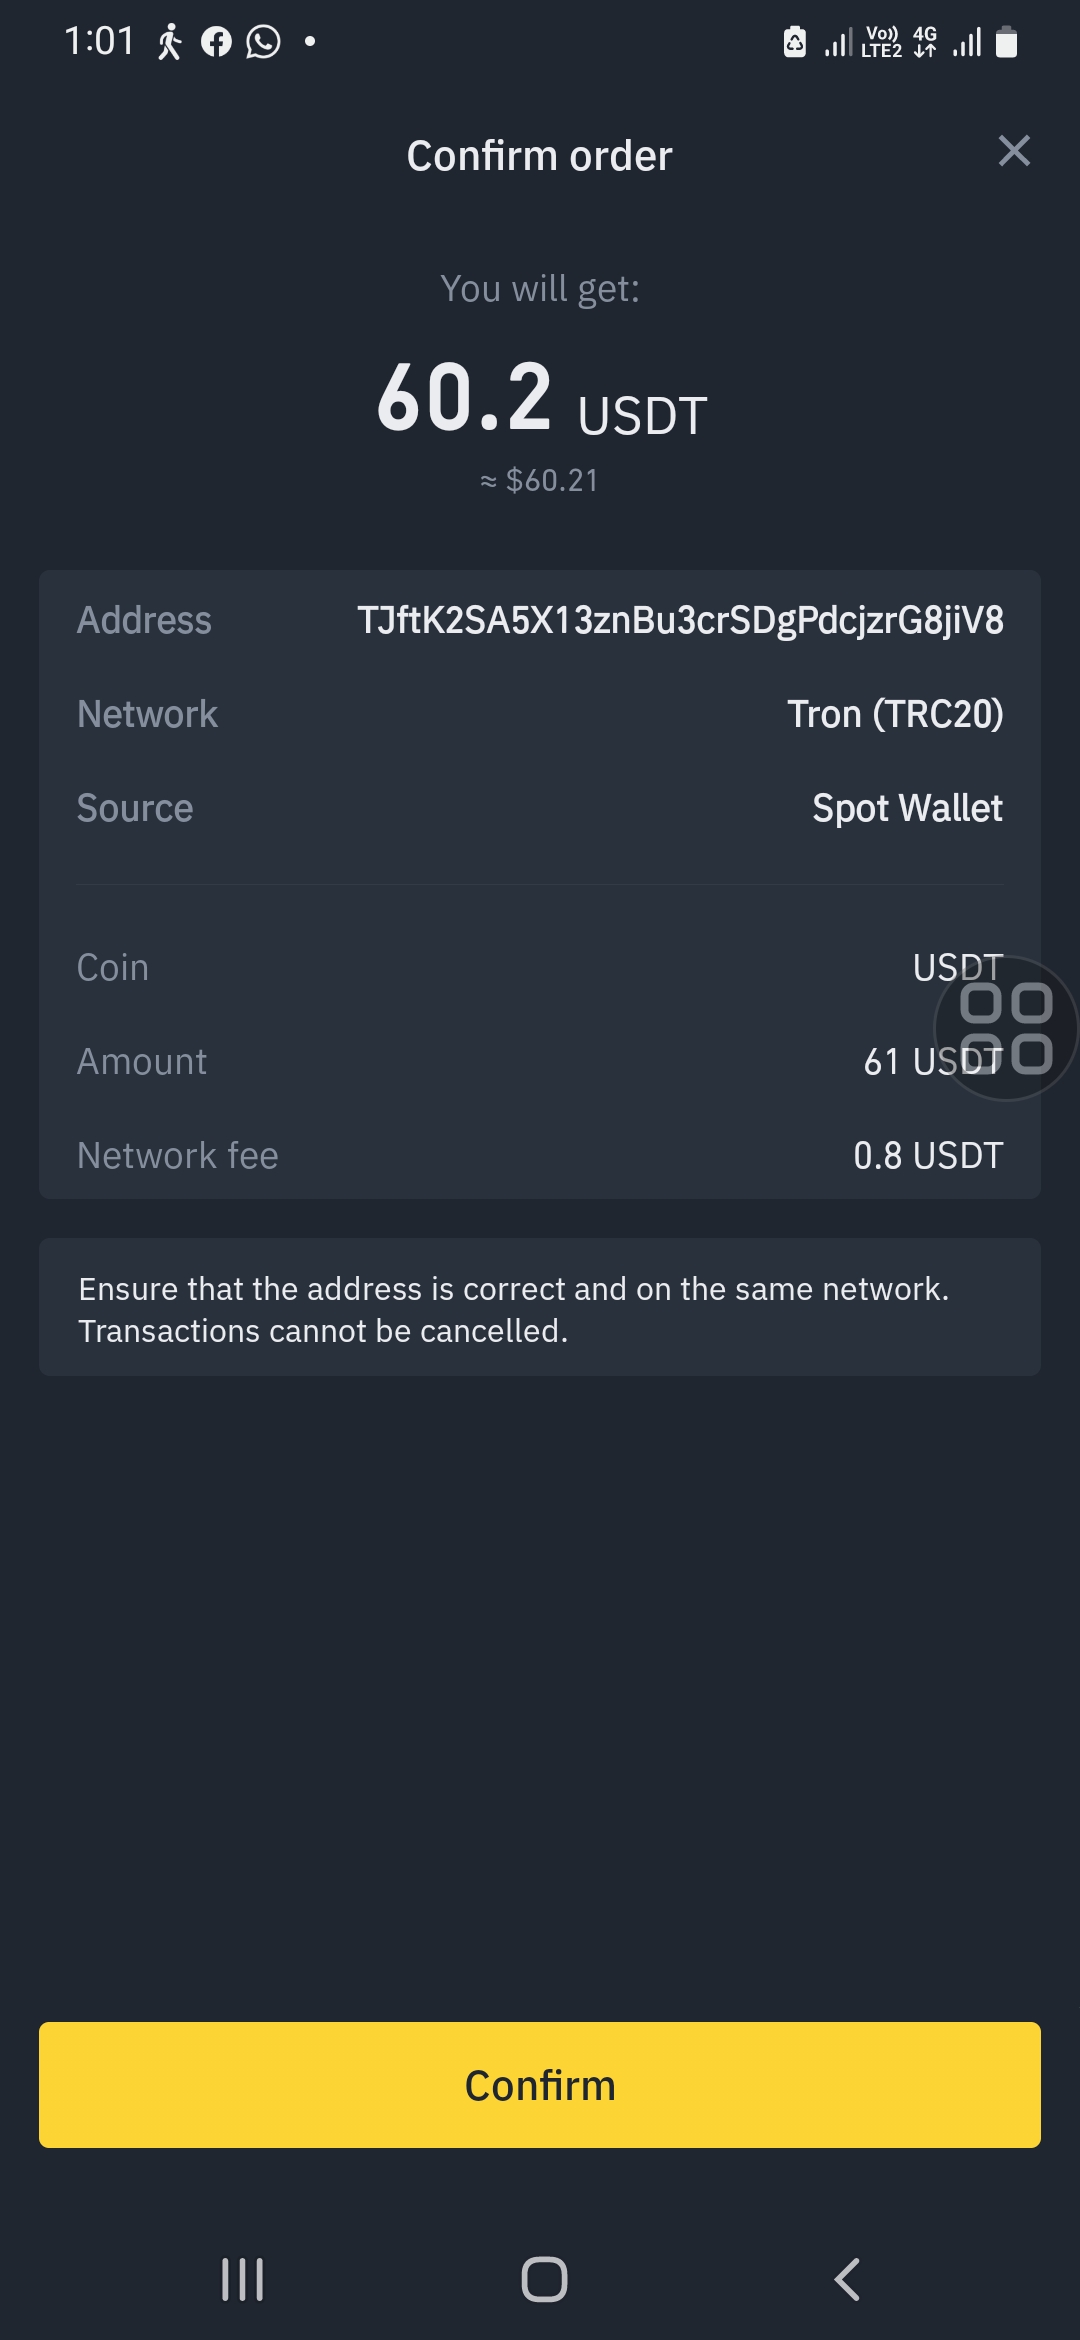 1:01
Vo)) 4G
LTE2
Confirm order
You will get:
60.2 USDT
≈ $60.21
Address TJftK2SA5X13znBu3crSDgPdcjzrG8jiV8
Network Tron (TRC20)
Source Spot Wallet
Coin USDT
Amount 61 USDT
Network fee 0.8 USDT
Ensure that the address is correct and on the same network.
Transactions cannot be cancelled.
Confirm